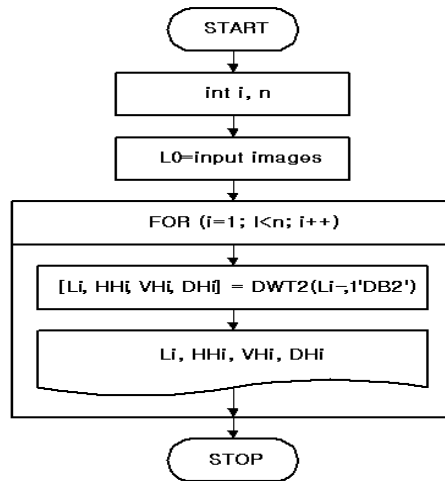 START
int i, n
L0=input images
FOR (i=1; I<n; i++)
[Li, HHi, VHi, DHi] = DWT2(Li-,1'DB2')
Li, HHi, VHi, DHi
STOP